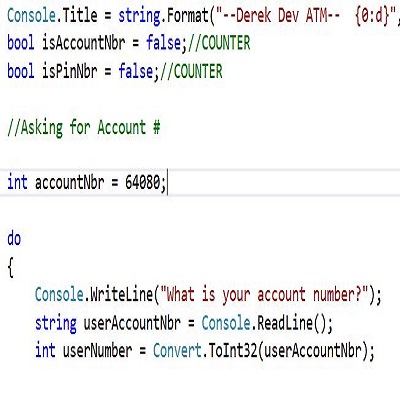 Console.Title = string.Format("--Derek Dev ATM--  {0:d}",
bool isAccountNbr = false;//COUNTER
bool isPinNbr = false;//COUNTER
//Asking for Account #
int accountNbr = 64080;
do
{
Console.WriteLine("What is your account number?");
string userAccountNbr = Console.ReadLine();
int userNumber = Convert.ToInt32(userAccountNbr);